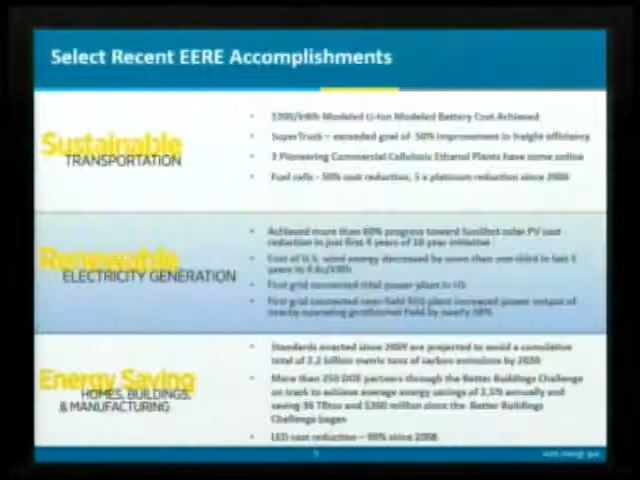 Select Recent EERE Accomplishments
Sustainable
TRANSPORTATION
Modeled Li-Ion Modeled Battery Cost Achieved
SuperTruck – exceeded goal of 50% improvement in freight efficiency
3 Pioneering Commercial Cellulosic Ethanol Plants have come online
Fuel cells - 50% cost reduction, 5 x platinum reduction since
Renewable
ELECTRICITY GENERATION
Achieved more than 60% progress toward SunShot solar PV cost
reduction in just first 4 years of 10 year initiative
Cost of U.S. wind energy decreased by more than one-third in last
years to
First grid connected tidal power plant in US
First grid connected near-field EGS plant increased power output of
nearby operating geothermal field by nearly
Energy Saving
HOMES, BUILDINGS,
& MANUFACTURING
Standards enacted since 2009 are projected to avoid a cumulative
total of 2.2 billion metric tons of carbon emissions by 2030
More than 250 DOE partners through the Better Buildings Challenge
on track to achieve average energy savings of 2.5% annually and
saving 36 TBtus and $300 million since the Better Buildings
Challenge began
LED cost reduction – 90% since 2008
eere.energy.gov